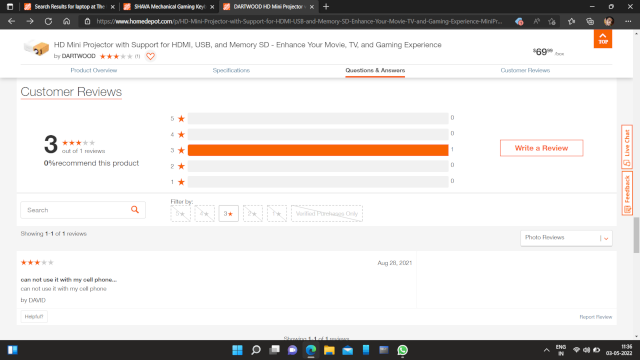 Search Results for laptop at The
SHAVA Mechanical Gaming Key
DARTWOOD HD Mini Projector
https://www.homedepot.com/p/HD-Mini-Projector-with-Support-for-HDMI-USB-and-Memory-SD-Enhance-Your-Movie-TV-and-Gaming-Experience-MiniPr...
HD Mini Projector with Support for HDMI, USB, and Memory SD - Enhance Your Movie, TV, and Gaming Experience
by DARTWOOD (1)
$69.99 /box
TOP
Product Overview
Specifications
Questions & Answers
Customer Reviews
Customer Reviews
3
out of 1 reviews
0% recommend this product
5 ★ 0
4 ★ 0
3 ★ 1
2 ★ 0
1 ★ 0
Write a Review
Live Chat
Feedback
Search
Filter by:
5★ 4★ 3★ 2★ 1★ Verified Purchases Only
Showing 1-1 of 1 reviews
Photo Reviews
Aug 26, 2021
can not use it with my cell phone...
can not use it with my cell phone
by DAVID
Helpful?
Report Review
Showing 1-1 of 1 reviews
ENG
IN
11:36
03-05-2022